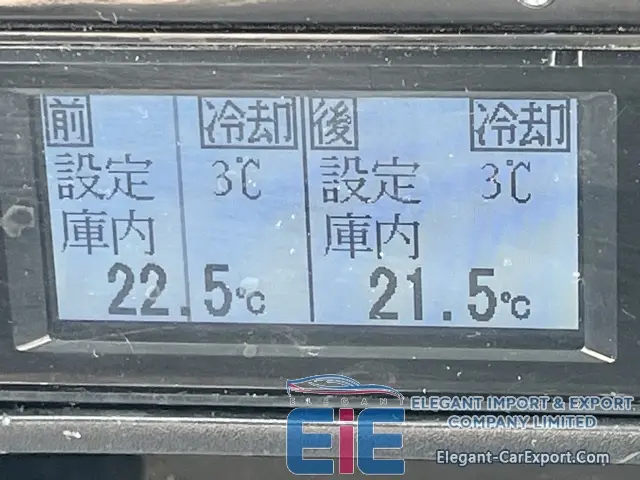 前 冷却 後 冷却
設定 3℃ 設定 3℃
庫内 庫内
22.5℃ 21.5℃
ELEGANT
EIE
ELEGANT IMPORT & EXPORT
COMPANY LIMITED
Elegant-CarExport.Com